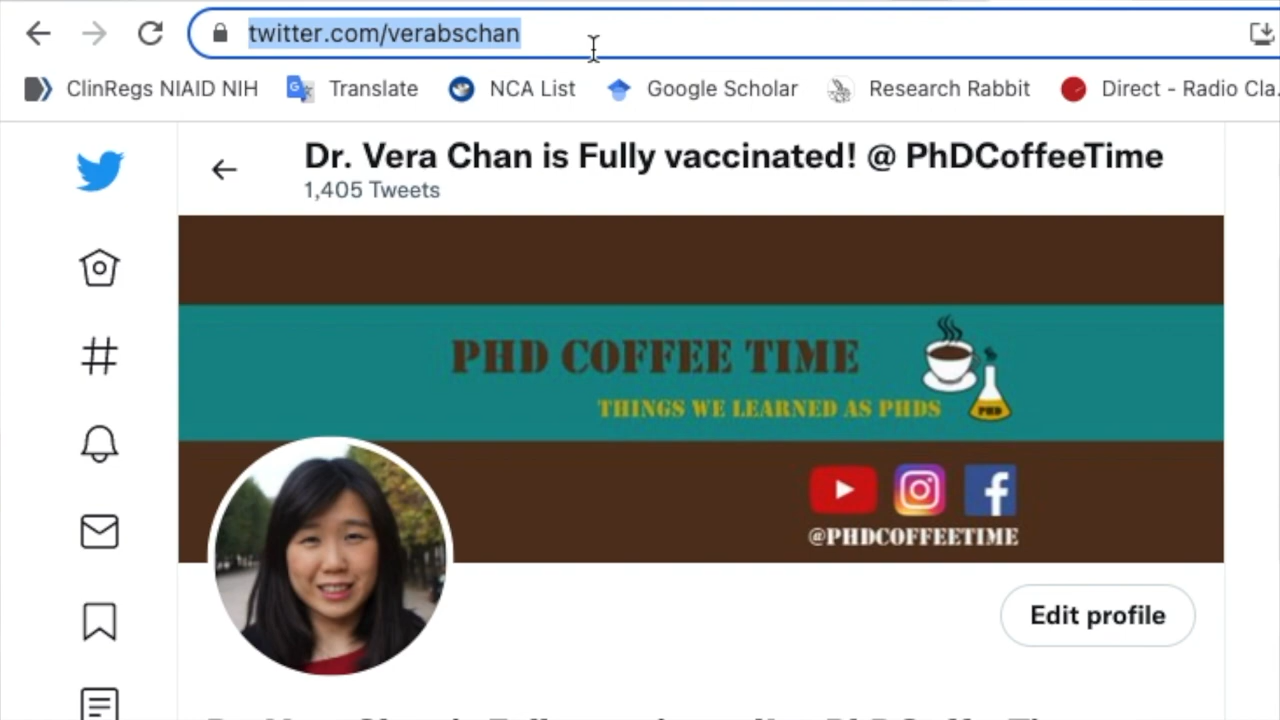 twitter.com/verabschan
ClinRegs NIAID NIH Translate NCA List Google Scholar Research Rabbit Direct - Radio Cla.
Dr. Vera Chan is Fully vaccinated! @ PhDCoffeeTime
1,405 Tweets
PHD COFFEE TIME
THINGS WE LEARNED AS PHDS
PHD
@PHDCOFFEETIME
Edit profile